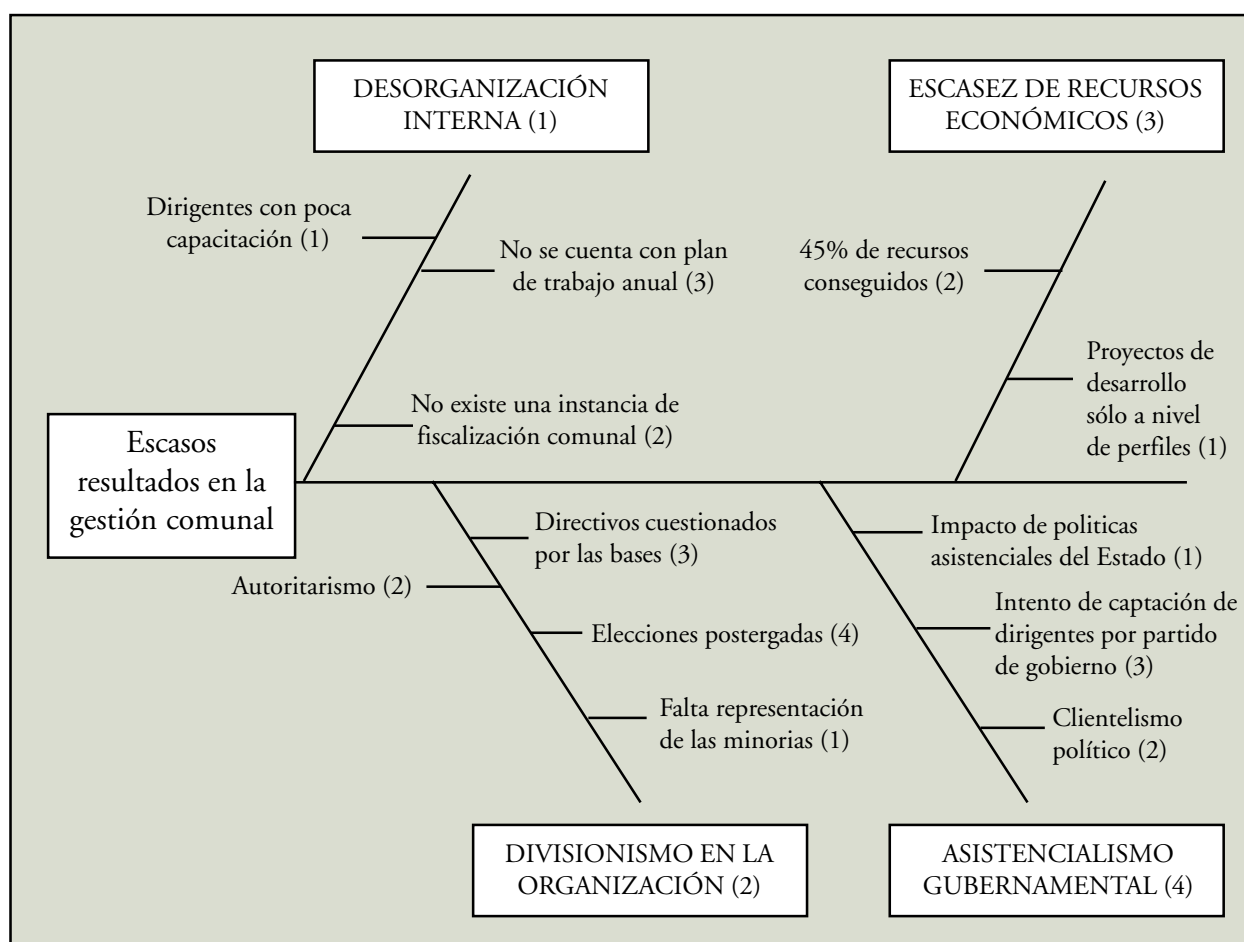 DESORGANIZACIÓN
INTERNA (1)
ESCASEZ DE RECURSOS
ECONÓMICOS (3)
Dirigentes con poca
capacitación (1)
No se cuenta con plan
de trabajo anual (3)
No existe una instancia de
fiscalización comunal (2)
45% de recursos
conseguidos (2)
Proyectos de
desarrollo
sólo a nivel
de perfiles (1)
Escasos
resultados en la
gestión comunal
Directivos cuestionados
por las bases (3)
Autoritarismo (2)
Elecciones postergadas (4)
Falta representación
de las minorias (1)
Impacto de politicas
asistenciales del Estado (1)
Intento de captación de
dirigentes por partido
de gobierno (3)
Clientelismo
político (2)
DIVISIONISMO EN LA
ORGANIZACIÓN (2)
ASISTENCIALISMO
GUBERNAMENTAL (4)